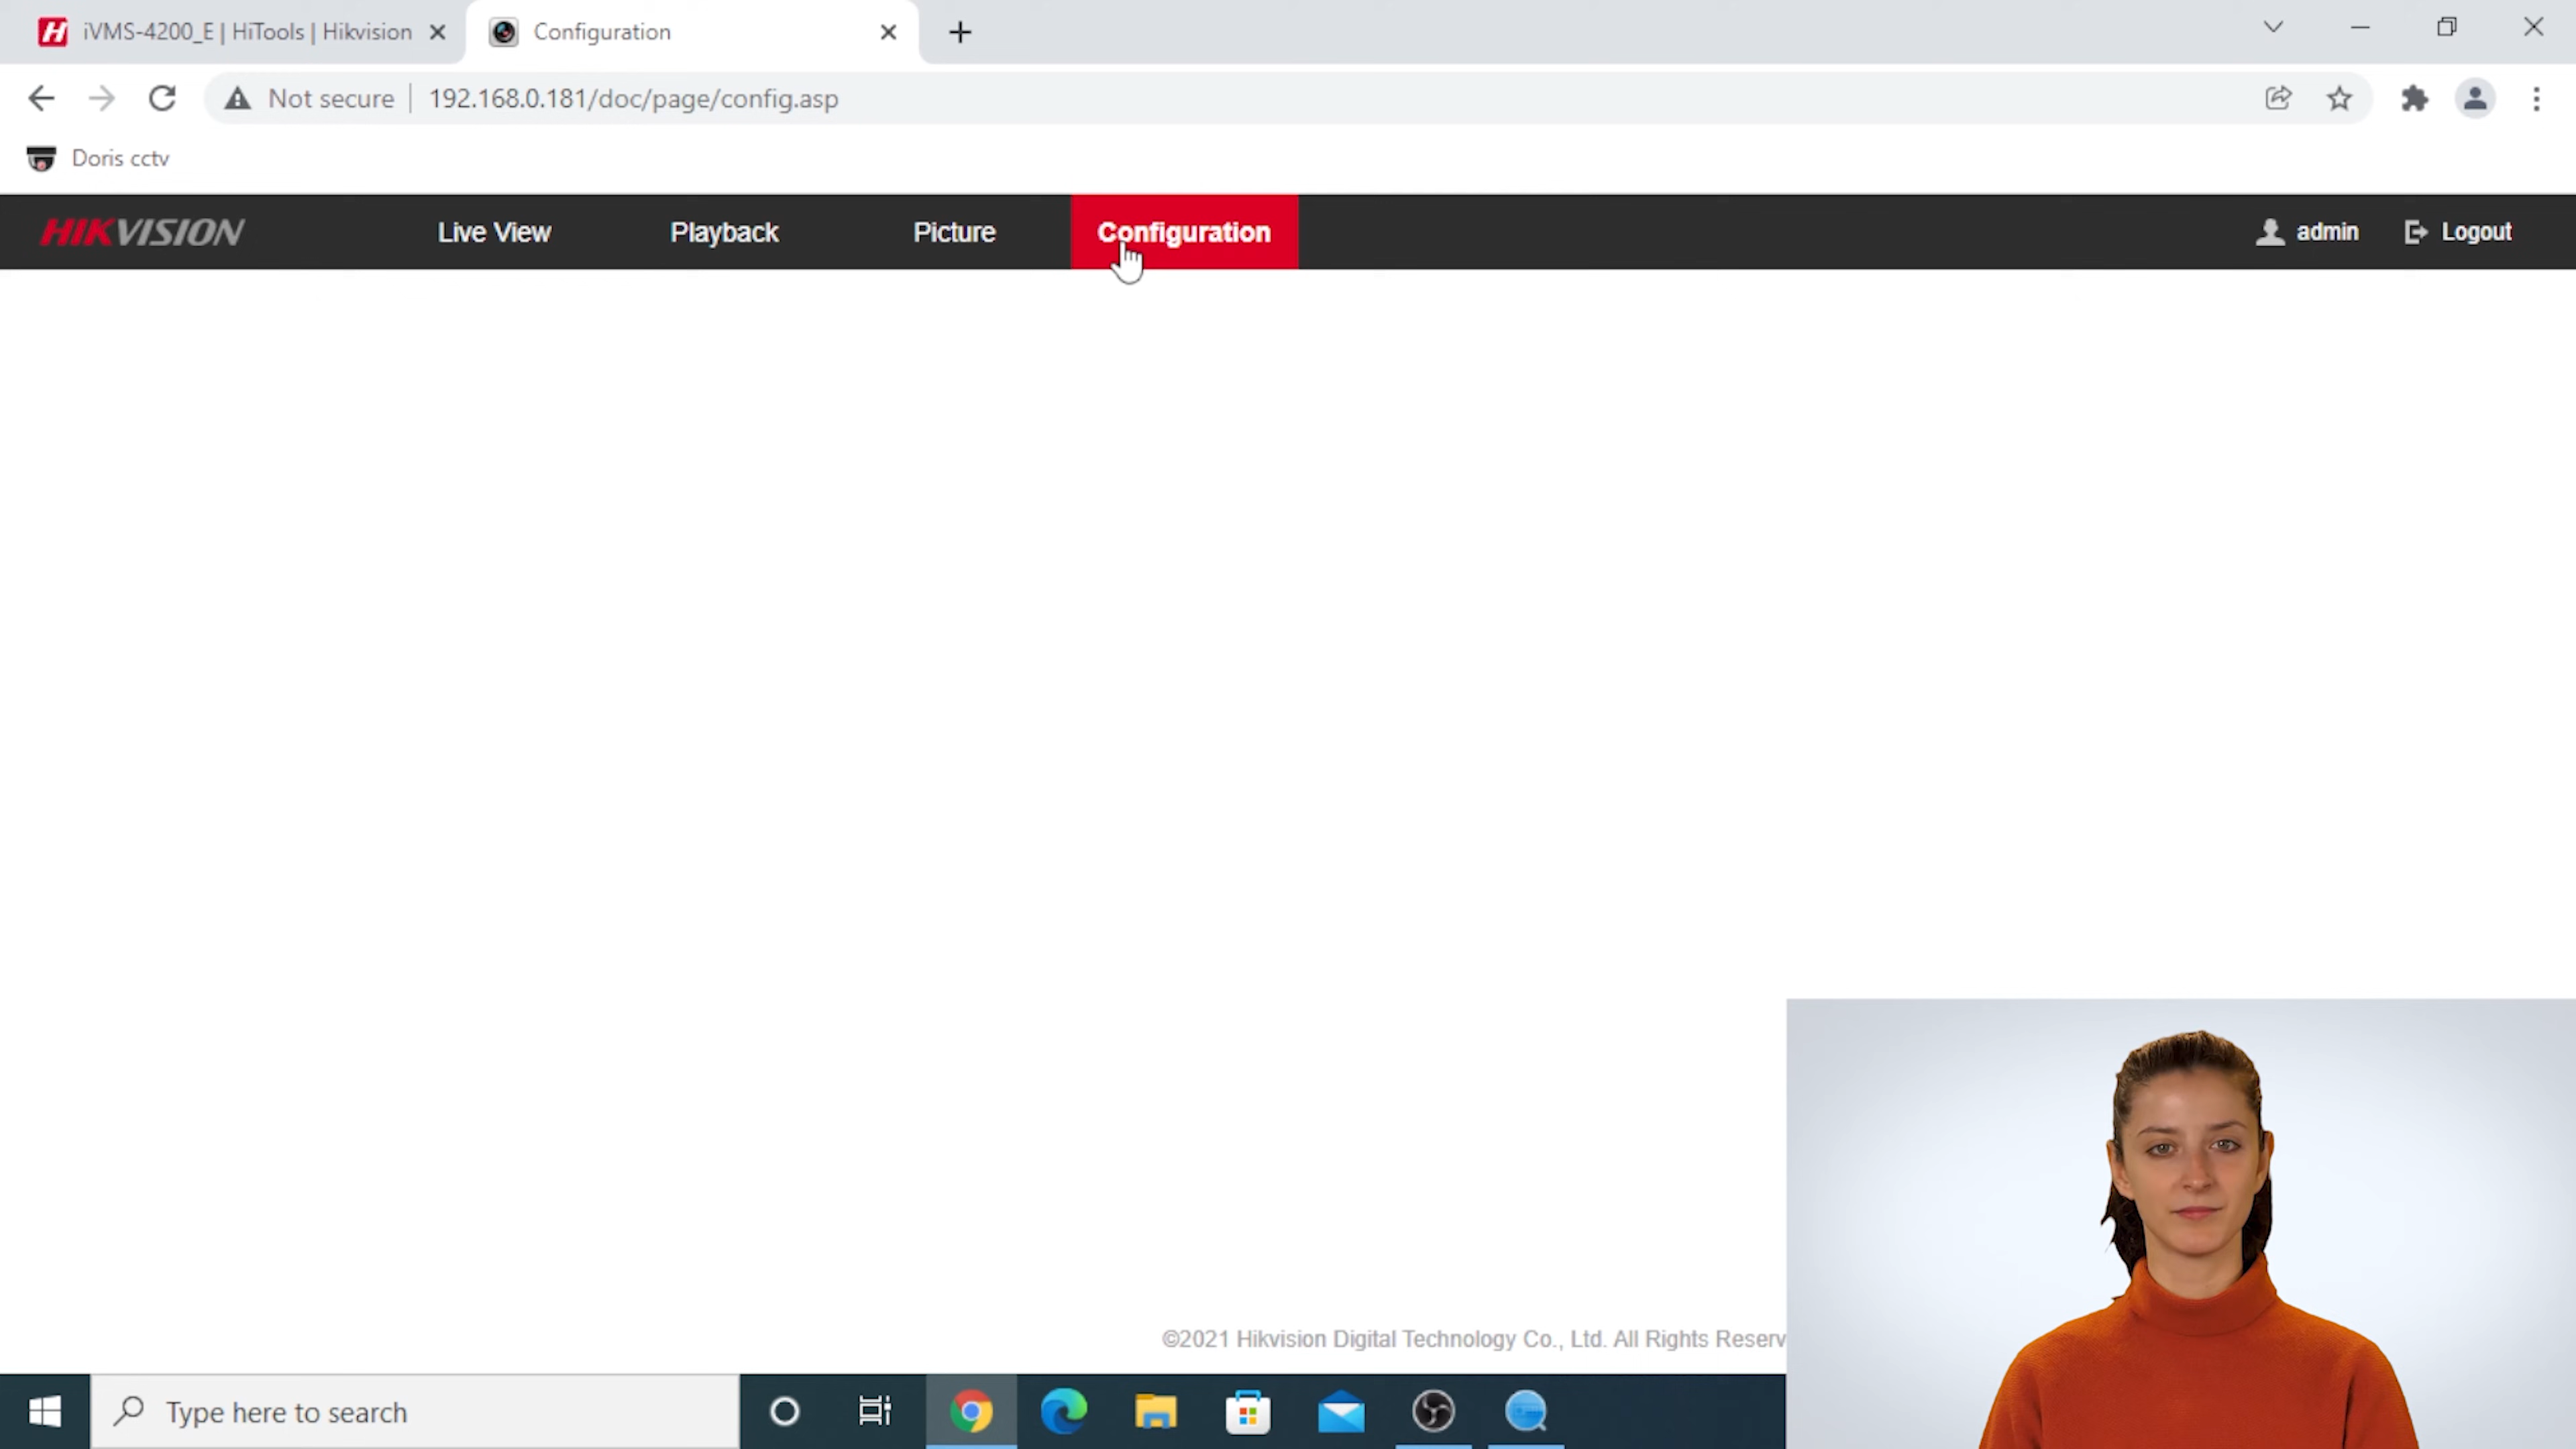 iVMS-4200_E | HiTools | Hikvision
Configuration
Not secure
192.168.0.181/doc/page/config.asp
Doris cctv
HIKVISION
Live View
Playback
Picture
Configuration
admin
Logout
©2021 Hikvision Digital Technology Co., Ltd. All Rights Reserv
Type here to search